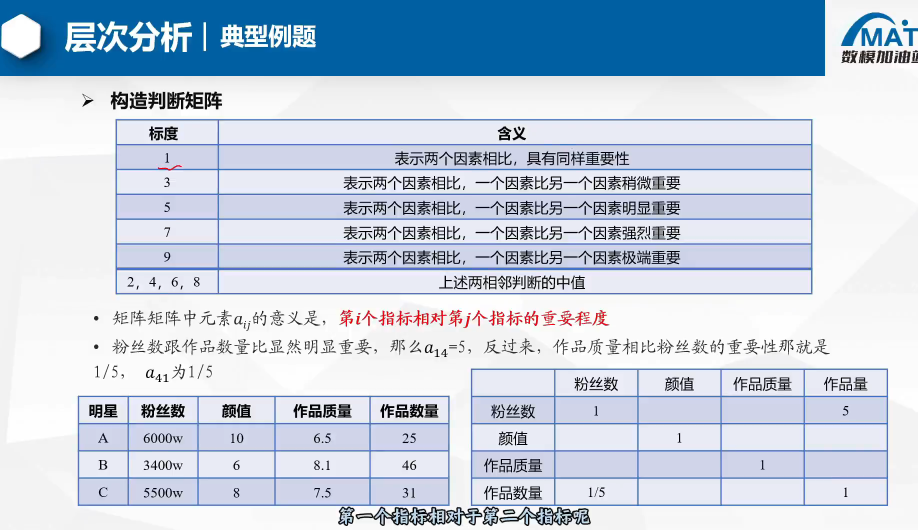 层次分析 | 典型例题
MAT
数模加油站
➢ 构造判断矩阵
标度 含义
1 表示两个因素相比，具有同样重要性
3 表示两个因素相比，一个因素比另一个因素稍微重要
5 表示两个因素相比，一个因素比另一个因素明显重要
7 表示两个因素相比，一个因素比另一个因素强烈重要
9 表示两个因素相比，一个因素比另一个因素极端重要
2，4，6，8 上述两相邻判断的中值
• 矩阵矩阵中元素a_{ij}的意义是，第i个指标相对第j个指标的重要程度
• 粉丝数跟作品数量比显然明显重要，那么a_{14}=5，反过来，作品质量相比粉丝数的重要性那就是
1/5， a_{41}为1/5
明星 粉丝数 颜值 作品质量 作品数量
A 6000w 10 6.5 25
B 3400w 6 8.1 46
C 5500w 8 7.5 31
粉丝数 颜值 作品质量 作品量
粉丝数 1 5
颜值 1
作品质量 1
作品数量 1/5 1
第一个指标相对于第二个指标呢